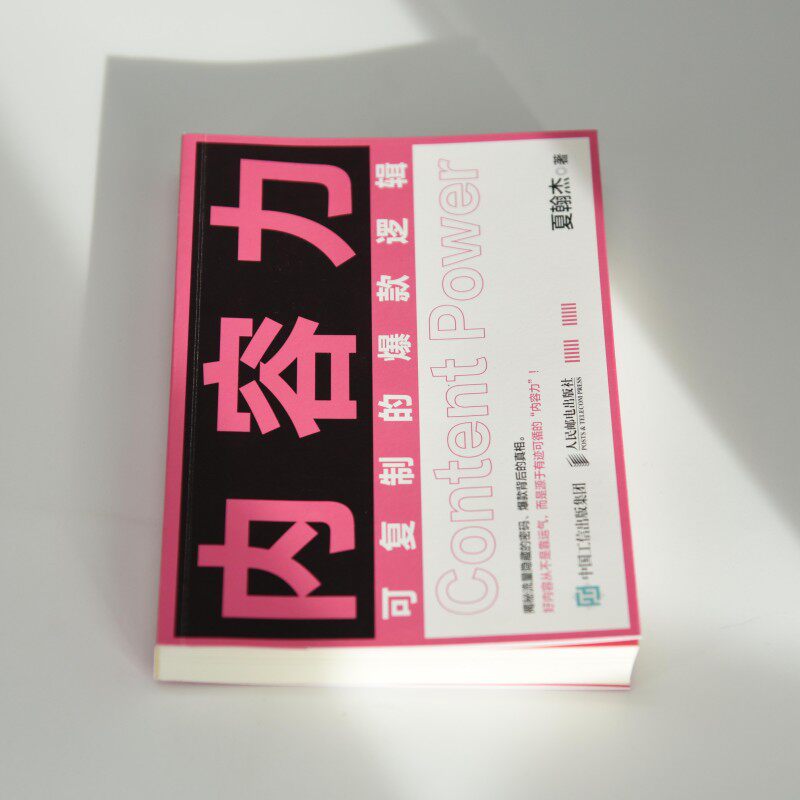 内容力
可复制的爆款逻辑
Content Power
夏翰杰◎著
揭秘流量隐藏的密码、爆款背后的真相。
好内容从不是靠运气，而是源于有迹可循的“内容力”！
中国工信出版集团
人民邮电出版社
POSTS & TELECOM PRESS